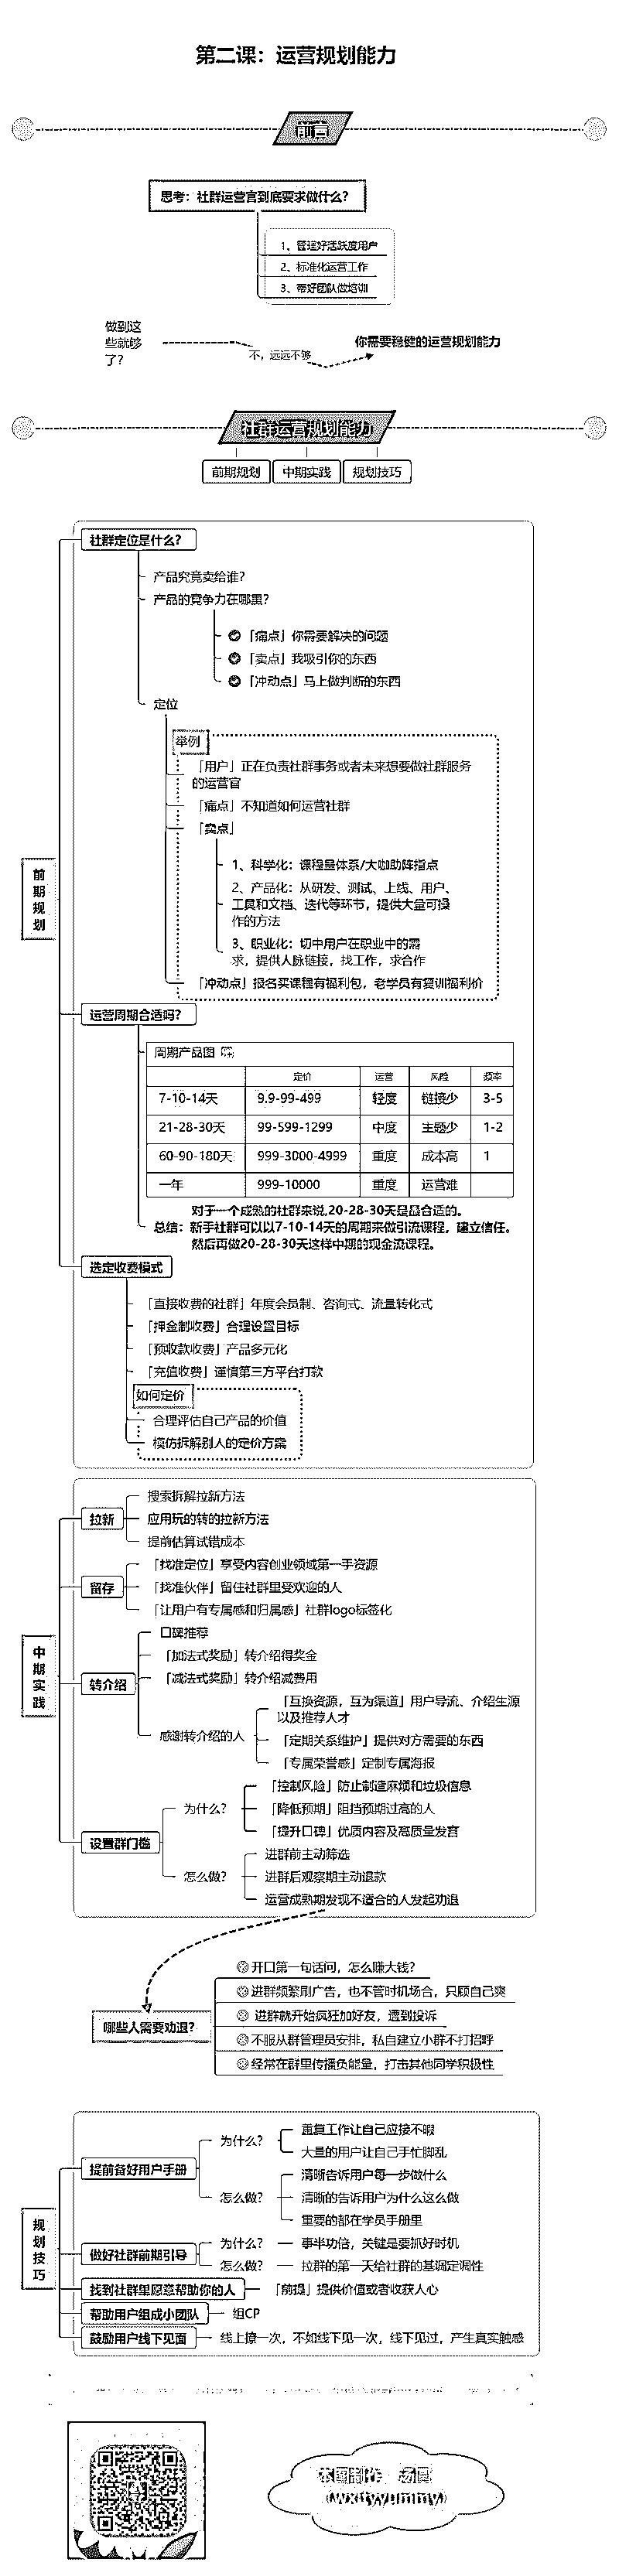 第二课：运营规划能力
前言
思考：社群运营官到底要求做什么？
1、管理好活跃度用户
2、标准化运营工作
3、带好团队做培训
做到这
些就够
了？
不，远远不够
你需要稳健的运营规划能力
社群运营规划能力
前期规划
中期实践
规划技巧
前期规划
社群定位是什么？
产品究竟卖给谁？
产品的竞争力在哪里？
「痛点」你需要解决的问题
「卖点」我吸引你的东西
「冲动点」马上做判断的东西
定位
举例
「用户」正在负责社群事务或者未来想要做社群服务
的运营官
「痛点」不知道如何运营社群
「卖点」
1、科学化：课程量体系/大咖助阵指点
2、产品化：从研发、测试、上线、用户、
工具和文档、迭代等环节，提供大量可操
作的方法
3、职业化：切中用户在职业中的需
求，提供人脉链接，找工作，求合作
「冲动点」报名买课程有福利包，老学员有复训福利价
运营周期合适吗？
周期产品图
定价 运营 风险 频率
7-10-14天 9.9-99-499 轻度 链接少 3-5
21-28-30天 99-599-1299 中度 主题少 1-2
60-90-180天 999-3000-4999 重度 成本高 1
一年 999-10000 重度 运营难
对于一个成熟的社群来说,20-28-30天是最合适的。
总结：新手社群可以以7-10-14天的周期来做引流课程，建立信任。
然后再做20-28-30天这样中期的现金流课程。
选定收费模式
「直接收费的社群」年度会员制、咨询式、流量转化式
「押金制收费」合理设置目标
「预收款收费」产品多元化
「充值收费」谨慎第三方平台打款
如何定价
合理评估自己产品的价值
模仿拆解别人的定价方案
中期实践
拉新
搜索拆解拉新方法
应用玩的转的拉新方法
提前估算试错成本
留存
「找准定位」享受内容创业领域第一手资源
「找准伙伴」留住社群里受欢迎的人
「让用户有专属感和归属感」社群logo标签化
转介绍
口碑推荐
「加法式奖励」转介绍得奖金
「减法式奖励」转介绍减费用
感谢转介绍的人
「互换资源，互为渠道」用户导流、介绍生源
以及推荐人才
「定期关系维护」提供对方需要的东西
「专属荣誉感」定制专属海报
设置群门槛
为什么？
「控制风险」防止制造麻烦和垃圾信息
「降低预期」阻挡预期过高的人
「提升口碑」优质内容及高质量发言
怎么做？
进群前主动筛选
进群后观察期主动退款
运营成熟期发现不适合的人发起劝退
哪些人需要劝退？
开口第一句话问，怎么赚大钱？
进群频繁刷广告，也不管时机场合，只顾自己爽
进群就开始疯狂加好友，遭到投诉
不服从群管理员安排，私自建立小群不打招呼
经常在群里传播负能量，打击其他同学积极性
规划技巧
提前备好用户手册
为什么？
重复工作让自己应接不暇
大量的用户让自己手忙脚乱
怎么做？
清晰告诉用户每一步做什么
清晰的告诉用户为什么这么做
重要的都在学员手册里
做好社群前期引导
为什么？ 事半功倍，关键是要抓好时机
怎么做？ 拉群的第一天给社群的基调定调性
找到社群里愿意帮助你的人 「前提」提供价值或者收获人心
帮助用户组成小团队 组CP
鼓励用户线下见面 线上撩一次，不如线下见一次，线下见过，产生真实触感
本图制作：汤圆
(wxftyyummy)